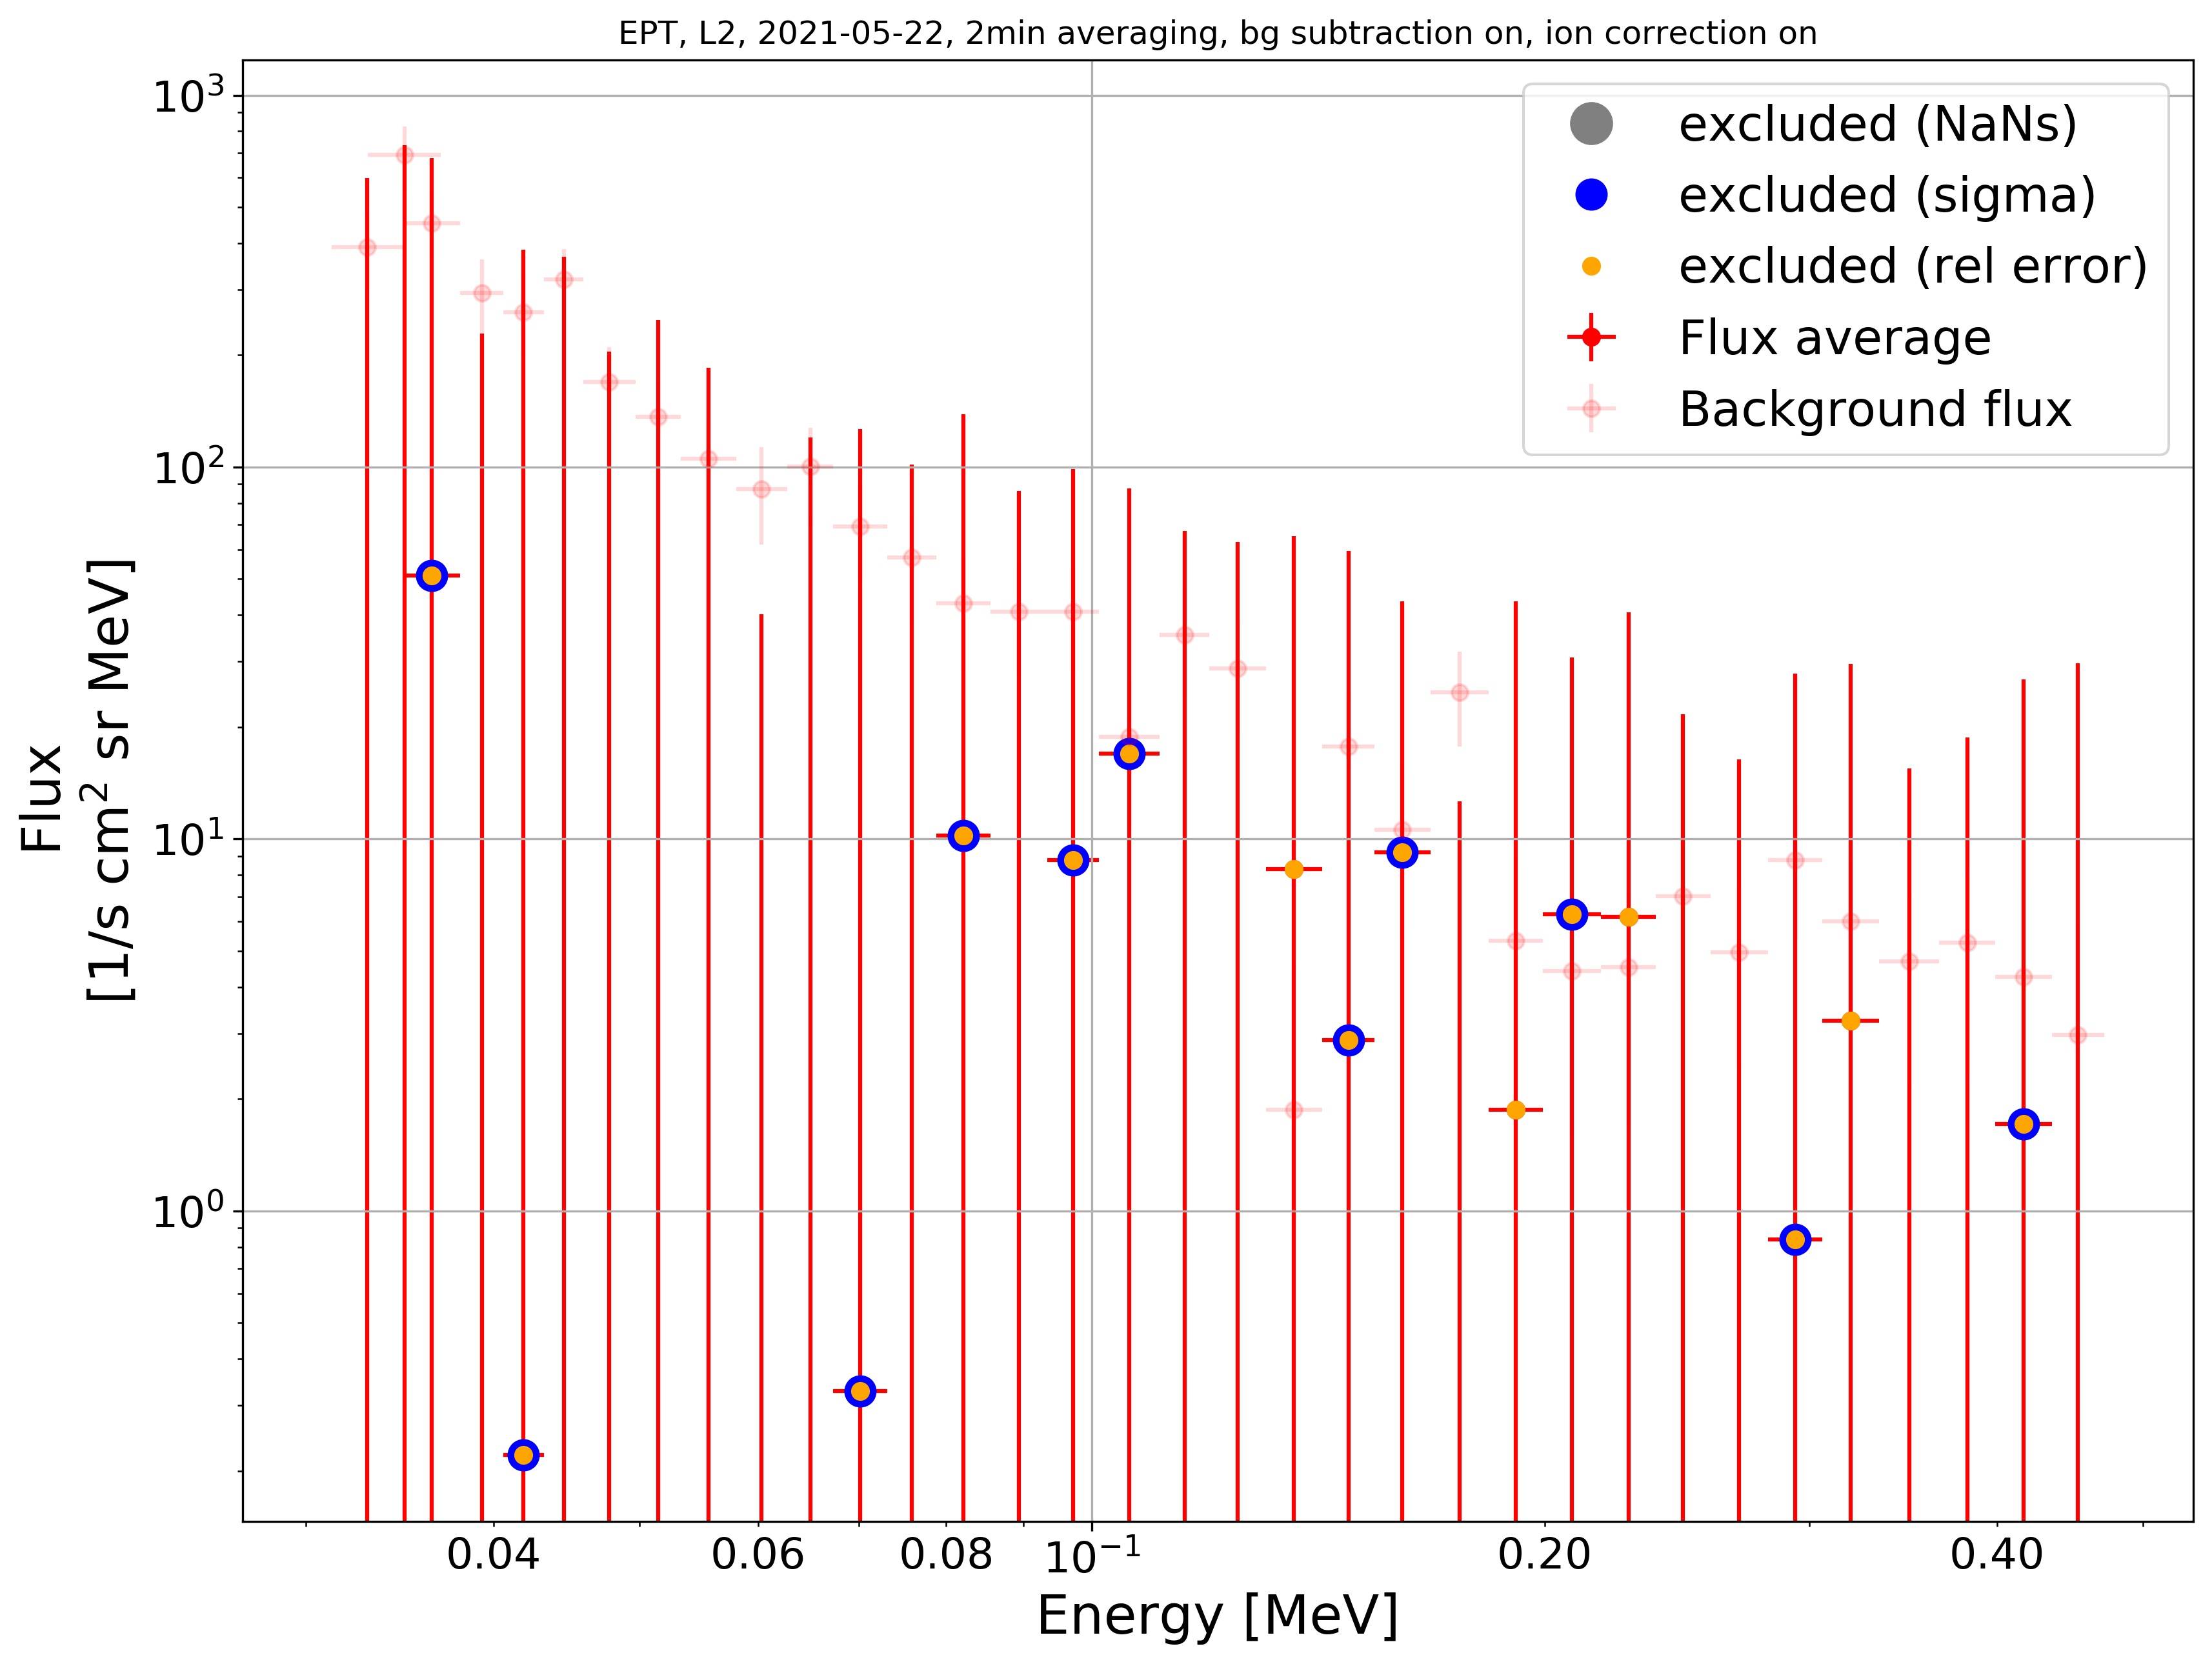 EPT, L2, 2021-05-22, 2min averaging, bg subtraction on, ion correction on
excluded (NaNs)
excluded (sigma)
excluded (rel error)
Flux average
Background flux
10³
10²
10¹
10⁰
Flux
[1/s cm² sr MeV]
0.04
0.06
0.08
10⁻¹
0.20
0.40
Energy [MeV]